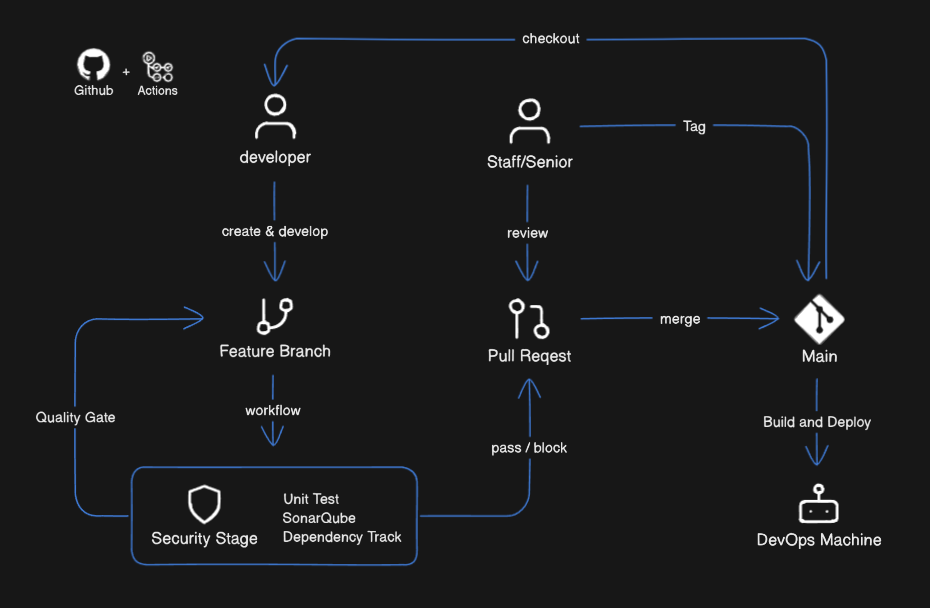 checkout
Github
+
Actions
developer
Staff/Senior
Tag
create & develop
review
Feature Branch
Pull Reqest
merge
Main
Quality Gate
workflow
pass / block
Build and Deploy
Security Stage
Unit Test
SonarQube
Dependency Track
DevOps Machine